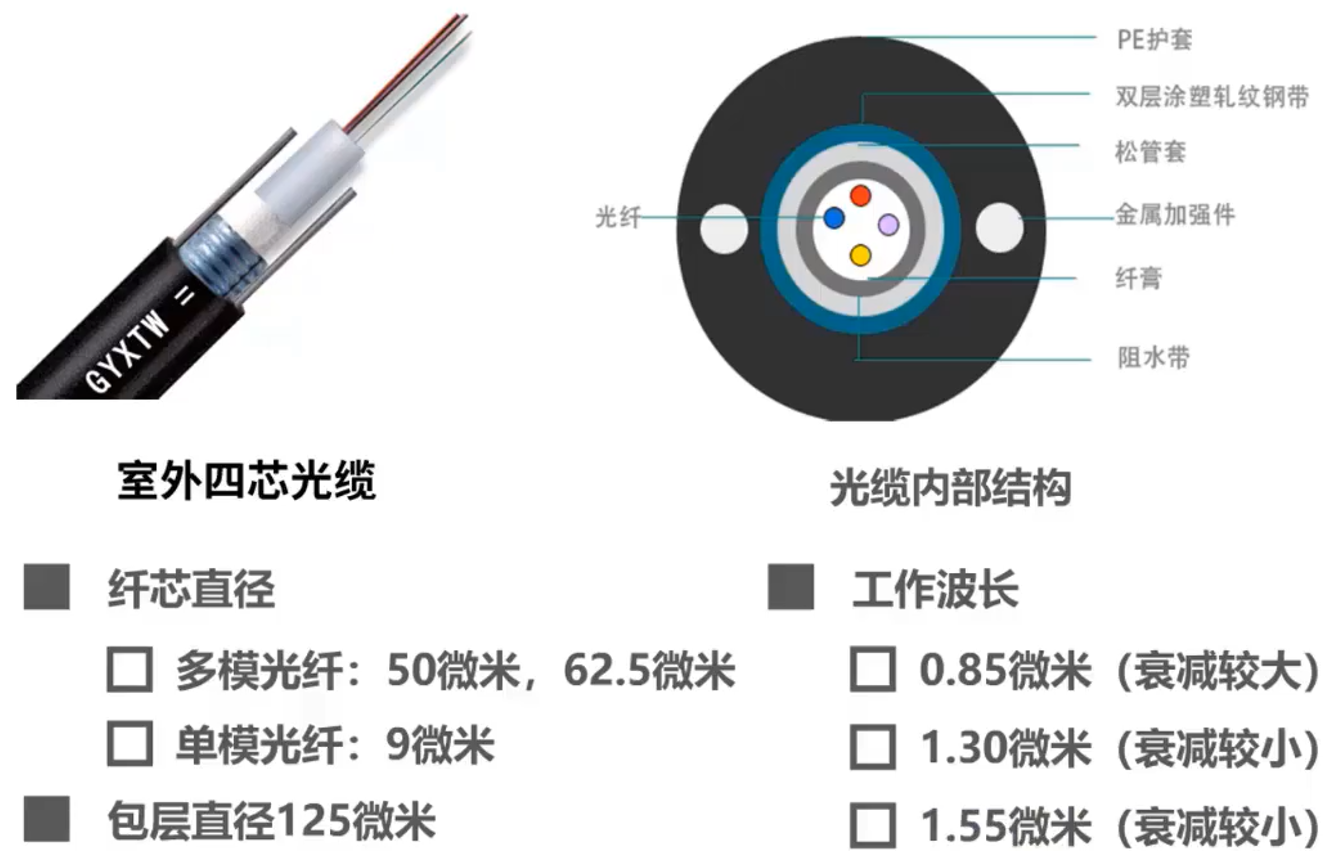 PE护套
双层涂塑轧纹钢带
松管套
光纤
金属加强件
纤膏
阻水带
GYXTW =
室外四芯光缆
光缆内部结构
纤芯直径
多模光纤：50微米，62.5微米
单模光纤：9微米
包层直径125微米
工作波长
0.85微米（衰减较大）
1.30微米（衰减较小）
1.55微米（衰减较小）